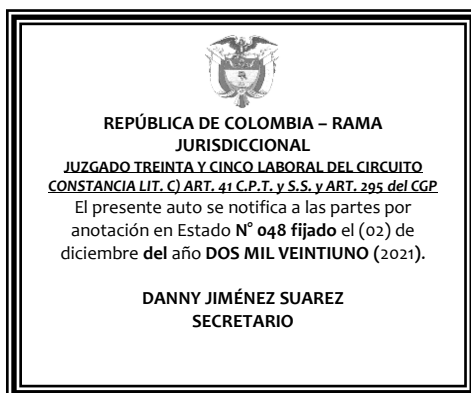 REPÚBLICA DE COLOMBIA – RAMA
JURISDICCIONAL
JUZGADO TREINTA Y CINCO LABORAL DEL CIRCUITO
CONSTANCIA LIT. C) ART. 41 C.P.T. y S.S. y ART. 295 del CGP
El presente auto se notifica a las partes por
anotación en Estado N° 048 fijado el (02) de
diciembre del año DOS MIL VEINTIUNO (2021).
DANNY JIMÉNEZ SUAREZ
SECRETARIO